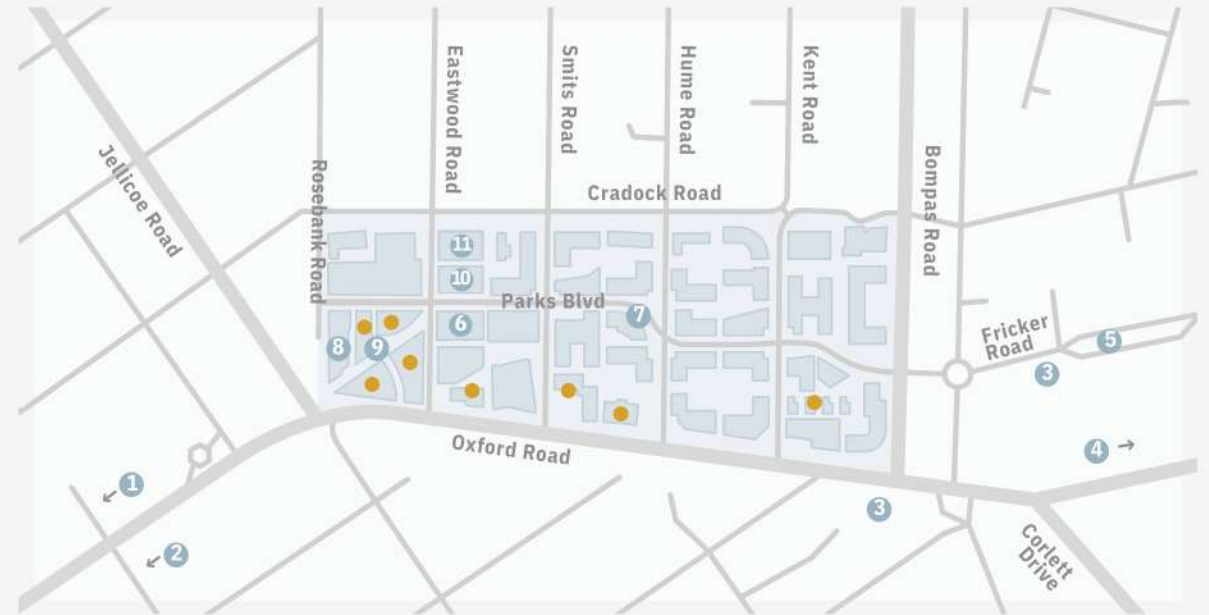 Jellicoe Road
Rosebank Road
Eastwood Road
Smits Road
Hume Road
Kent Road
Bompas Road
Cradock Road
11
10
Parks Blvd
6
7
8
9
Fricker
Road
5
3
4
Oxford Road
1
2
3
Corlett
Drive